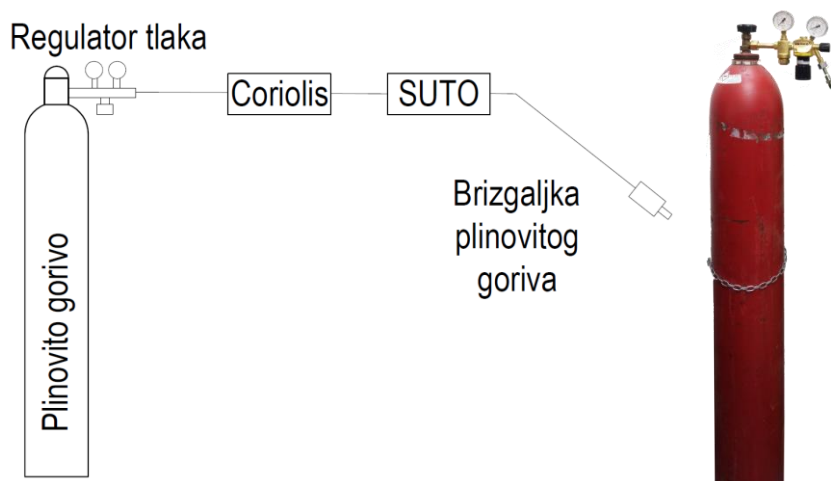 Regulator tlaka
Coriolis
SUTO
Brizgaljka
plinovitog
goriva
Plinovito gorivo